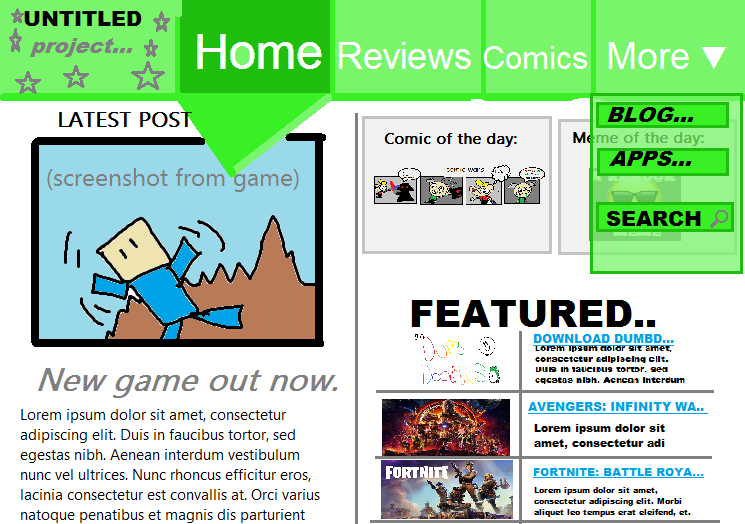 UNTITLED
project...
Home
Reviews
Comics
More ▼
BLOG...
APPS...
SEARCH
LATEST POST
(screenshot from game)
New game out now.
Lorem ipsum dolor sit amet, consectetur
adipiscing elit. Duis in faucibus tortor, sed
egestas nibh. Aenean interdum vestibulum
nunc vel ultrices. Nunc rhoncus efficitur eros,
lacinia consectetur est convallis at. Orci varius
natoque penatibus et magnis dis parturient
Comic of the day:
comic wars
Meme of the day:
MEME
FEATURED..
DOWNLOAD DUMBD...
Lorem ipsum dolor sit amet,
consectetur adipiscing elit.
Duis in faucibus tortor, sed
egestas nibh. Aenean interdum
AVENGERS: INFINITY WA..
Lorem ipsum dolor sit
amet, consectetur adi
FORTNITE
FORTNITE: BATTLE ROYA...
Lorem ipsum dolor sit amet,
consectetur adipiscing elit. Morbi
aliquet leo tempus erat eleifend, et.